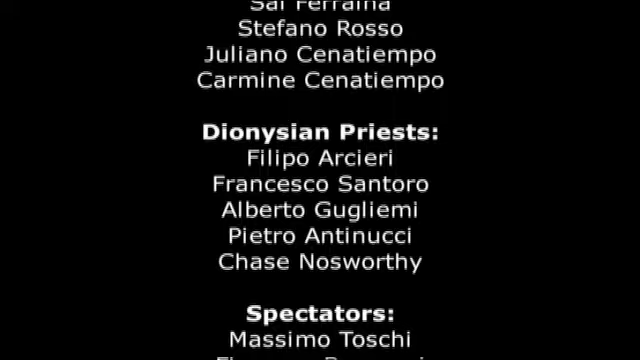 Sal Ferraina
Stefano Rosso
Juliano Cenatiempo
Carmine Cenatiempo
Dionysian Priests:
Filipo Arcieri
Francesco Santoro
Alberto Gugliemi
Pietro Antinucci
Chase Nosworthy
Spectators:
Massimo Toschi